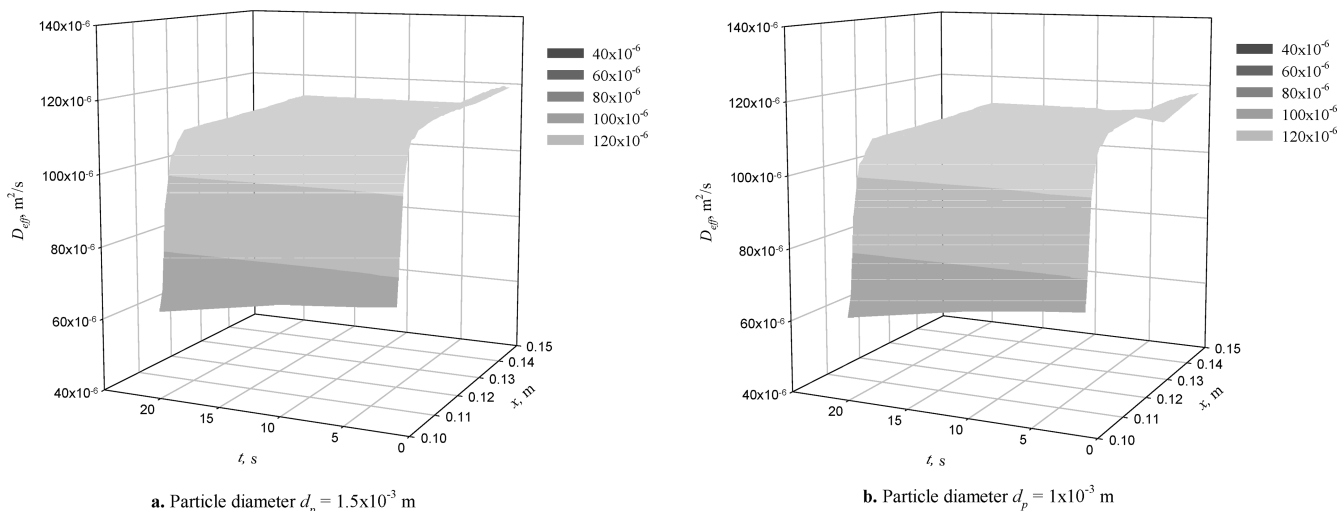 140x10⁻⁶
120x10⁻⁶
100x10⁻⁶
80x10⁻⁶
60x10⁻⁶
40x10⁻⁶
D_eff, m²/s
20
15
10
5
0
t, s
0.10
0.11
0.12
0.13
0.14
0.15
x, m
40x10⁻⁶
60x10⁻⁶
80x10⁻⁶
100x10⁻⁶
120x10⁻⁶
a. Particle diameter d_p = 1.5x10⁻³ m
140x10⁻⁶
120x10⁻⁶
100x10⁻⁶
80x10⁻⁶
60x10⁻⁶
40x10⁻⁶
D_eff, m²/s
20
15
10
5
0
t, s
0.10
0.11
0.12
0.13
0.14
0.15
x, m
40x10⁻⁶
60x10⁻⁶
80x10⁻⁶
100x10⁻⁶
120x10⁻⁶
b. Particle diameter d_p = 1x10⁻³ m